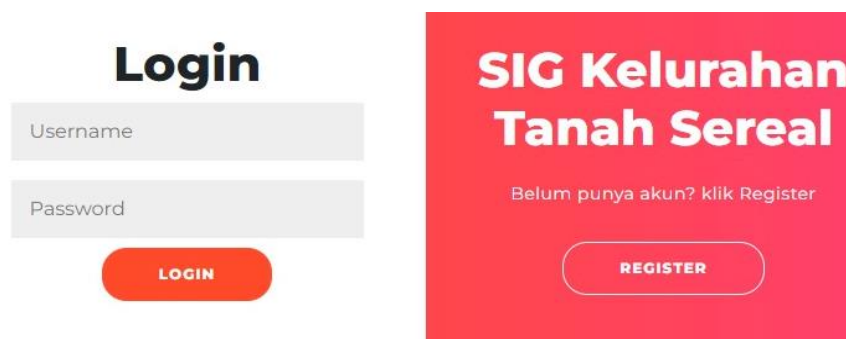 Login
Username
Password
LOGIN
SIG Kelurahan
Tanah Sereal
Belum punya akun? klik Register
REGISTER